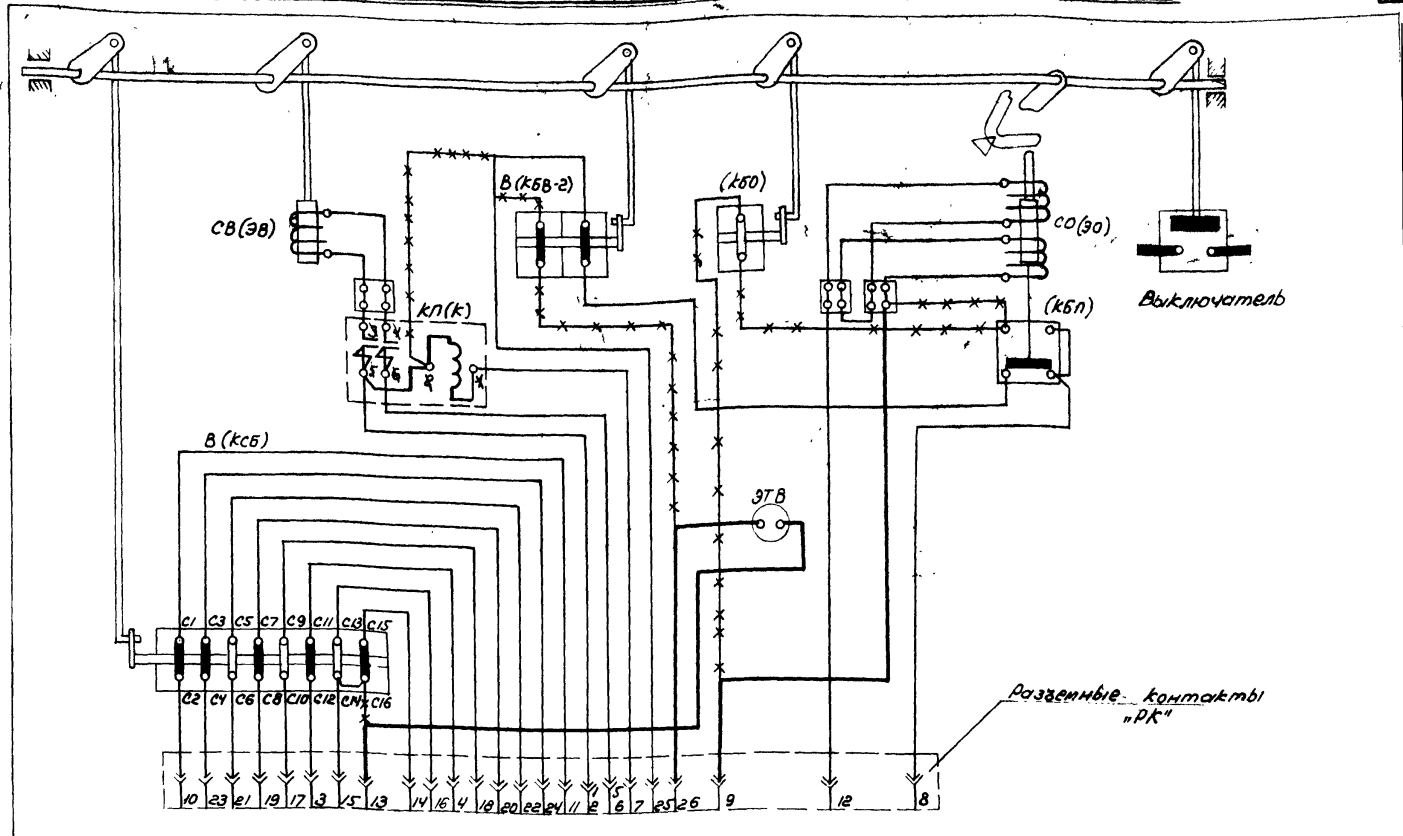 В (КБВ-2)
(КБО)
СВ (ЭВ)
СО (ЭО)
Выключатель
КП (К)
(КБП)
В (КСБ)
ЭТВ
С1 С3 С5 С7 С9 С11 С13 С15
С2 С4 С6 С8 С10 С12 С14 С16
Разъемные контакты
„РК"
10 23 21 19 17 3 15 13 14 16 4 18 20 22 24 11 2 1 5 6 7 25 26 9 12 8